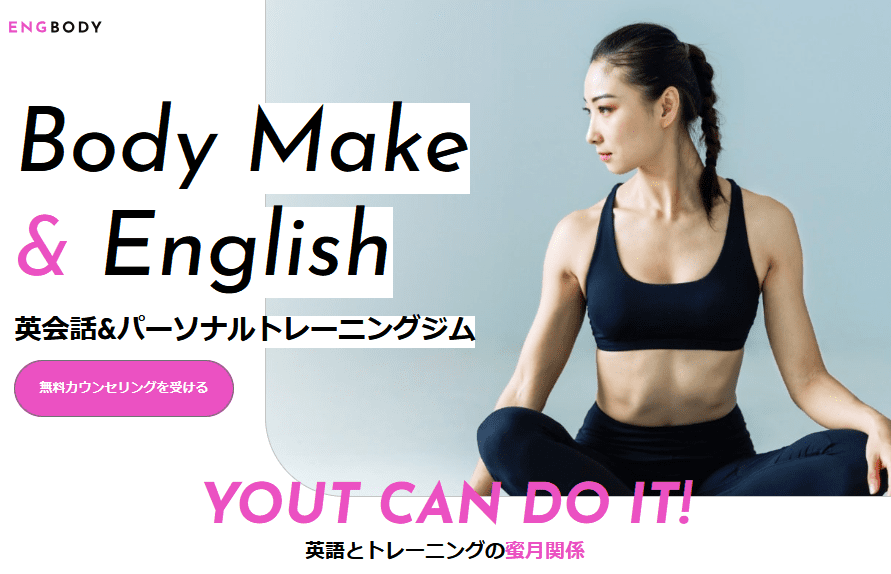 ENGBODY
Body Make
& English
英会話&パーソナルトレーニングジム
無料カウンセリングを受ける
YOUT CAN DO IT!
英語とトレーニングの蜜月関係